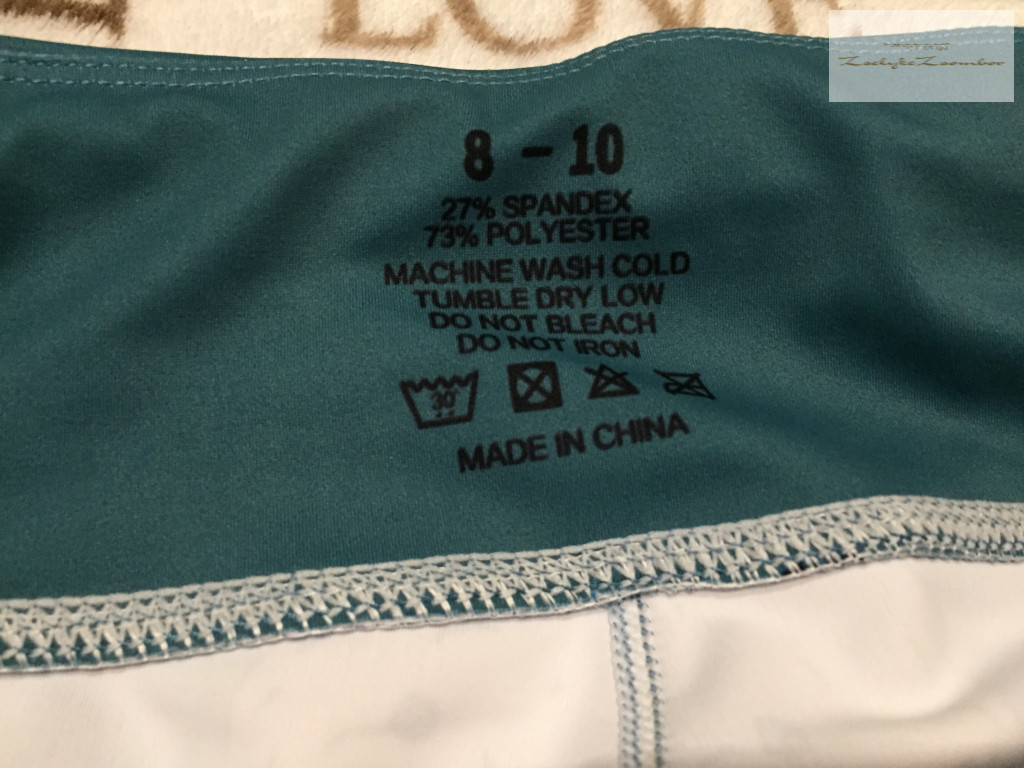 LOVE
8 - 10
27% SPANDEX
73% POLYESTER
MACHINE WASH COLD
TUMBLE DRY LOW
DO NOT BLEACH
DO NOT IRON
30°
MADE IN CHINA